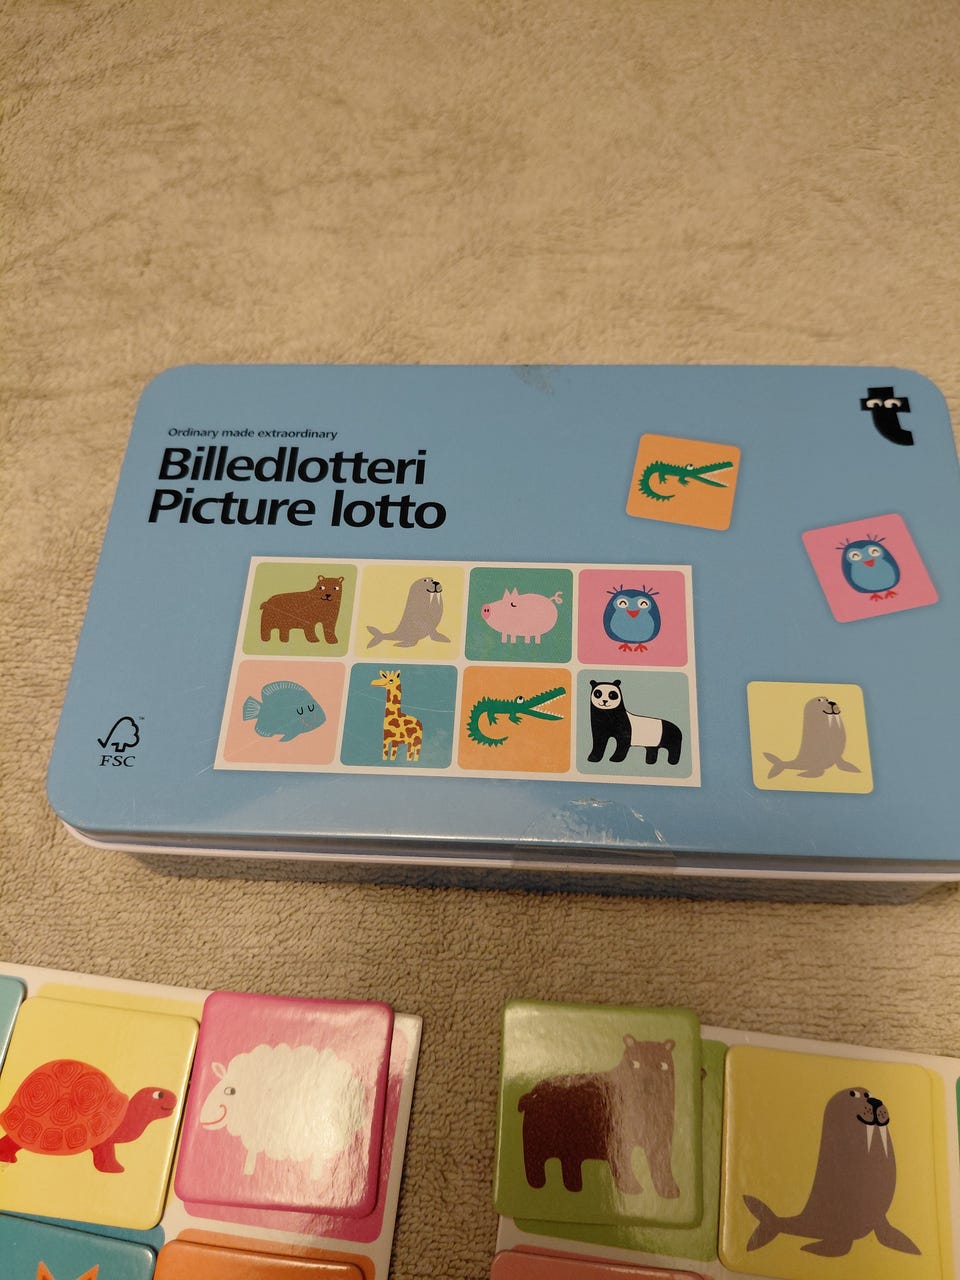 Ordinary made extraordinary
Billedlotteri
Picture lotto
t
FSC